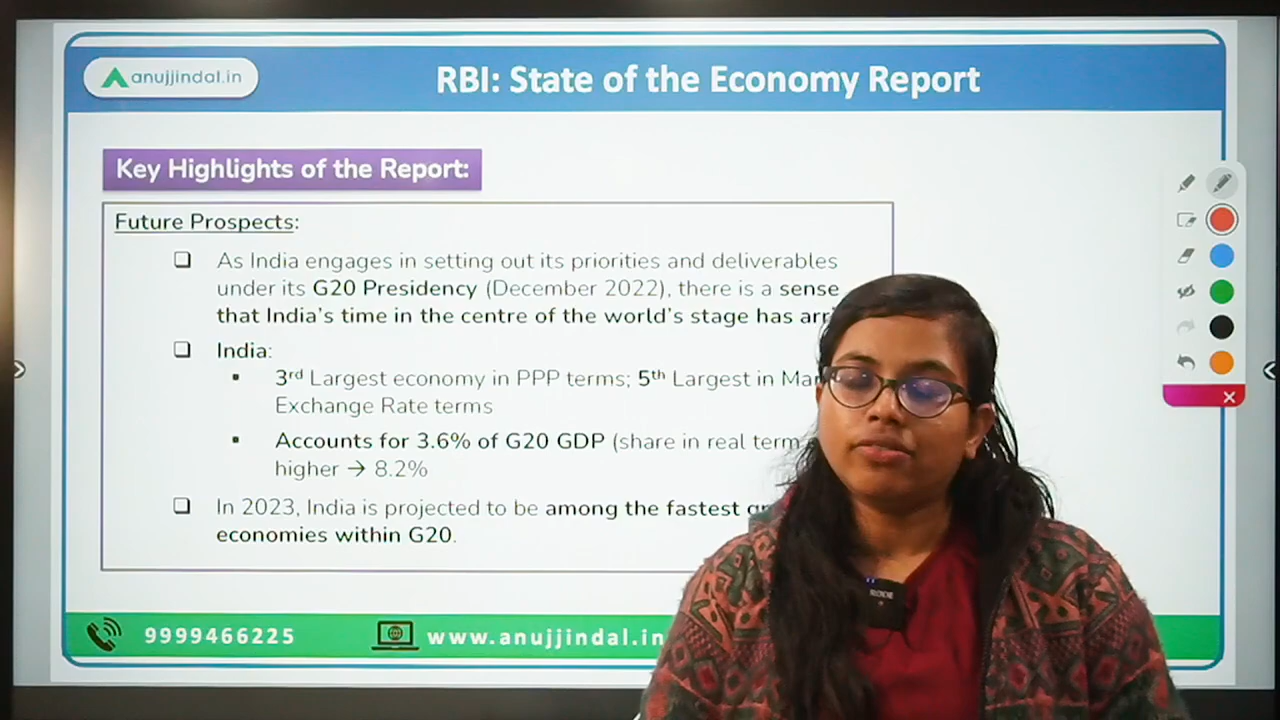 anujjindal.in
RBI: State of the Economy Report
Key Highlights of the Report:
Future Prospects:
❑ As India engages in setting out its priorities and deliverables
under its G20 Presidency (December 2022), there is a sense
that India's time in the centre of the world's stage has
❑ India:
▪ 3rd Largest economy in PPP terms; 5th Largest in
Exchange Rate terms
▪ Accounts for 3.6% of G20 GDP (share in real
higher → 8.2%
❑ In 2023, India is projected to be among the fastest
economies within G20.
9999466225
www.anujjindal.in